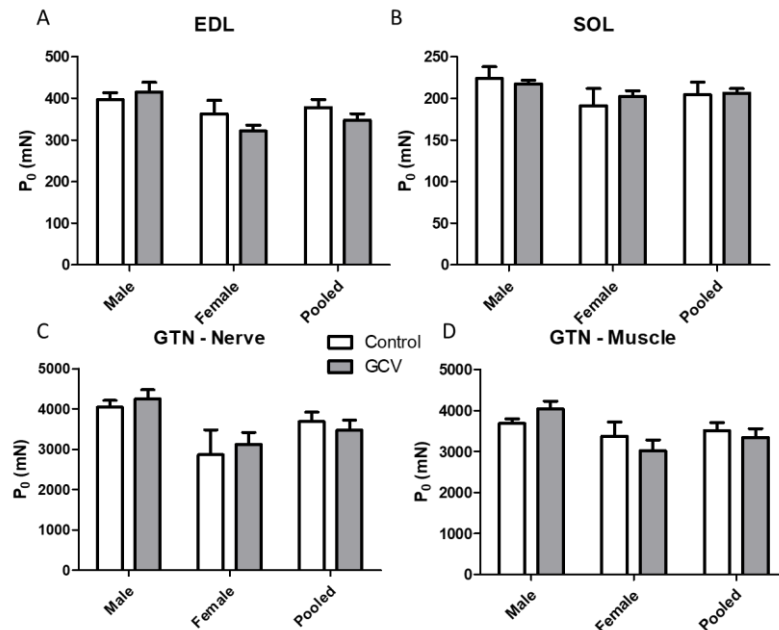 A
EDL
P0 (mN)
500
400
300
200
100
0
Male
Female
Pooled
B
SOL
P0 (mN)
250
200
150
100
50
0
Male
Female
Pooled
C
GTN - Nerve
P0 (mN)
5000
4000
3000
2000
1000
0
Male
Female
Pooled
Control
GCV
D
GTN - Muscle
P0 (mN)
5000
4000
3000
2000
1000
0
Male
Female
Pooled